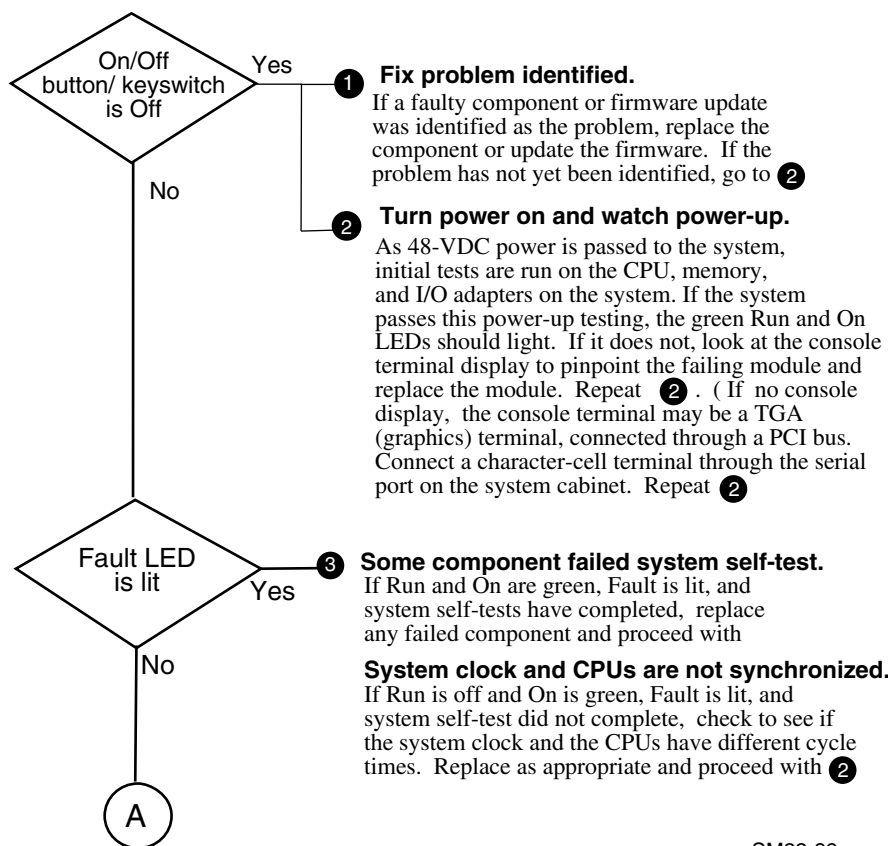 On/Off
button/ keyswitch
is Off
Yes
No
1 Fix problem identified.
If a faulty component or firmware update
was identified as the problem, replace the
component or update the firmware. If the
problem has not yet been identified, go to 2
2 Turn power on and watch power-up.
As 48-VDC power is passed to the system,
initial tests are run on the CPU, memory,
and I/O adapters on the system. If the system
passes this power-up testing, the green Run and On
LEDs should light. If it does not, look at the console
terminal display to pinpoint the failing module and
replace the module. Repeat 2 . ( If no console
display, the console terminal may be a TGA
(graphics) terminal, connected through a PCI bus.
Connect a character-cell terminal through the serial
port on the system cabinet. Repeat 2
Fault LED
is lit
Yes
No
3 Some component failed system self-test.
If Run and On are green, Fault is lit, and
system self-tests have completed, replace
any failed component and proceed with
System clock and CPUs are not synchronized.
If Run is off and On is green, Fault is lit, and
system self-test did not complete, check to see if
the system clock and the CPUs have different cycle
times. Replace as appropriate and proceed with 2
A